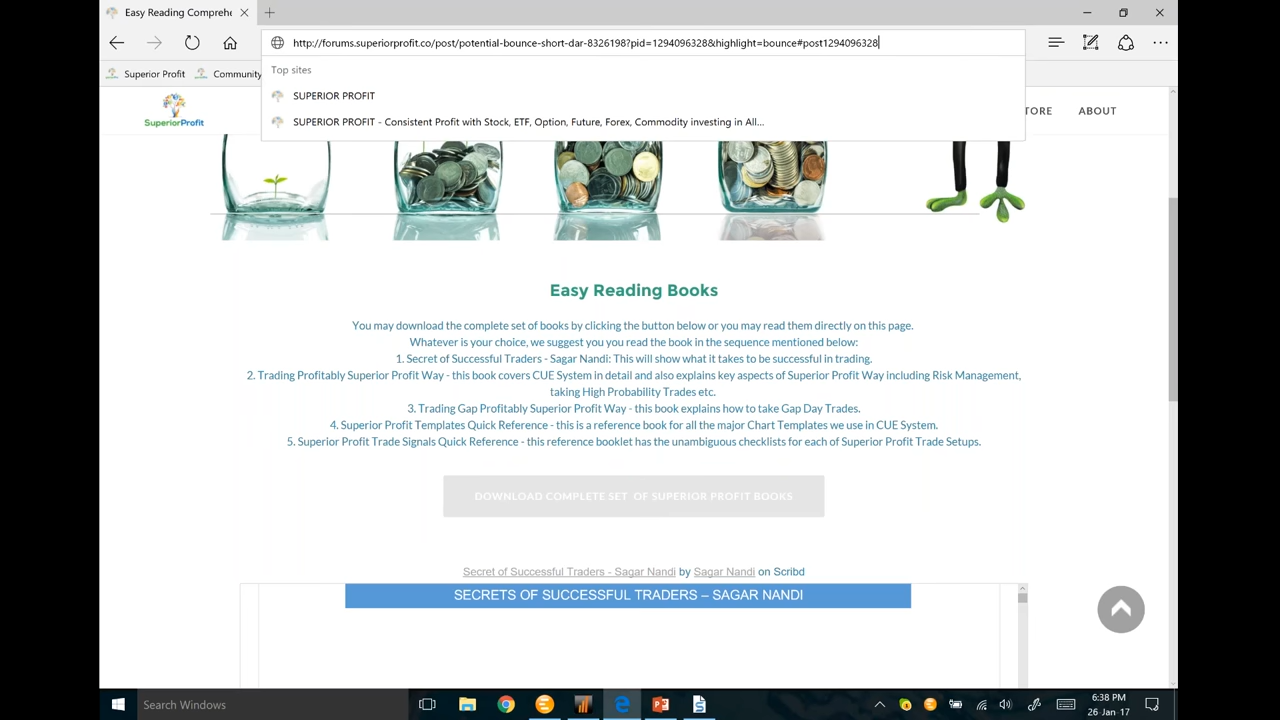 Easy Reading Comprehe
http://forums.superiorprofit.co/post/potential-bounce-short-dar-8326198?pid=1294096328&highlight=bounce#post1294096328
Superior Profit
Community
Top sites
SUPERIOR PROFIT
SUPERIOR PROFIT - Consistent Profit with Stock, ETF, Option, Future, Forex, Commodity investing in All...
SuperiorProfit
TORE
ABOUT
Easy Reading Books
You may download the complete set of books by clicking the button below or you may read them directly on this page.
Whatever is your choice, we suggest you you read the book in the sequence mentioned below:
1. Secret of Successful Traders - Sagar Nandi: This will show what it takes to be successful in trading.
2. Trading Profitably Superior Profit Way - this book covers CUE System in detail and also explains key aspects of Superior Profit Way including Risk Management,
taking High Probability Trades etc.
3. Trading Gap Profitably Superior Profit Way - this book explains how to take Gap Day Trades.
4. Superior Profit Templates Quick Reference - this is a reference book for all the major Chart Templates we use in CUE System.
5. Superior Profit Trade Signals Quick Reference - this reference booklet has the unambiguous checklists for each of Superior Profit Trade Setups.
DOWNLOAD COMPLETE SET OF SUPERIOR PROFIT BOOKS
Secret of Successful Traders - Sagar Nandi by Sagar Nandi on Scribd
SECRETS OF SUCCESSFUL TRADERS – SAGAR NANDI
Search Windows
6:38 PM
26-Jan-17